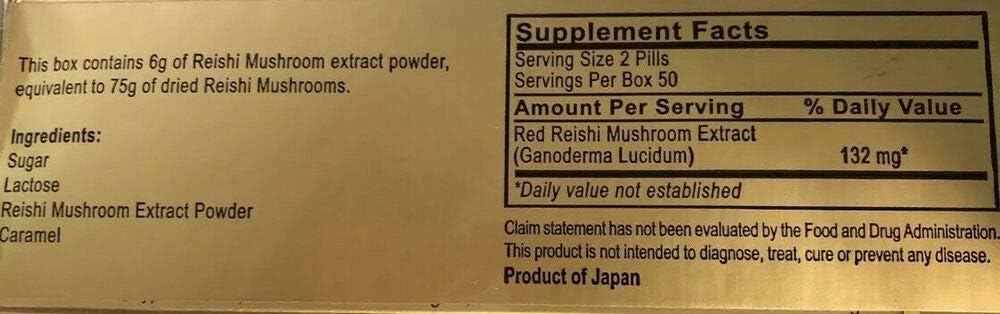 This box contains 6g of Reishi Mushroom extract powder,
equivalent to 75g of dried Reishi Mushrooms.
Ingredients:
Sugar
Lactose
Reishi Mushroom Extract Powder
Caramel
Supplement Facts
Serving Size 2 Pills
Servings Per Box 50
Amount Per Serving % Daily Value
Red Reishi Mushroom Extract
(Ganoderma Lucidum) 132 mg*
*Daily value not established
Claim statement has not been evaluated by the Food and Drug Administration.
This product is not intended to diagnose, treat, cure or prevent any disease.
Product of Japan